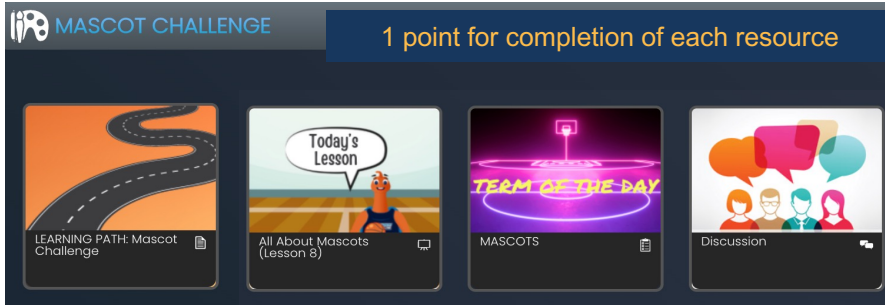 MASCOT CHALLENGE
1 point for completion of each resource
Today's
Lesson
TERM OF THE DAY
LEARNING PATH: Mascot
Challenge
All About Mascots
(Lesson 8)
MASCOTS
Discussion